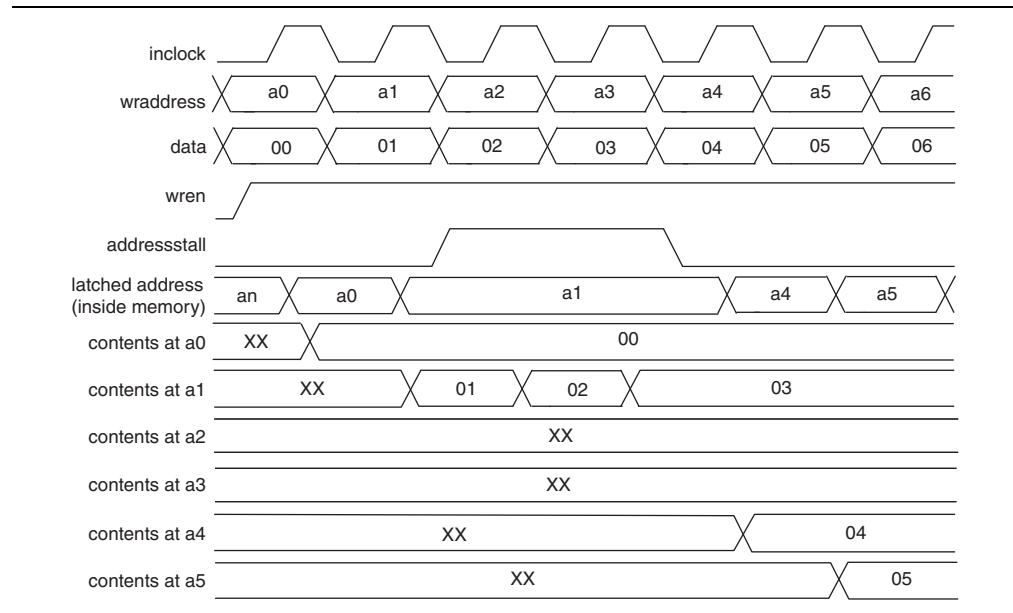 inclock
wraddress a0 a1 a2 a3 a4 a5 a6
data 00 01 02 03 04 05 06
wren
addressstall
latched address
(inside memory) an a0 a1 a4 a5
contents at a0 XX 00
contents at a1 XX 01 02 03
contents at a2 XX
contents at a3 XX
contents at a4 XX 04
contents at a5 XX 05